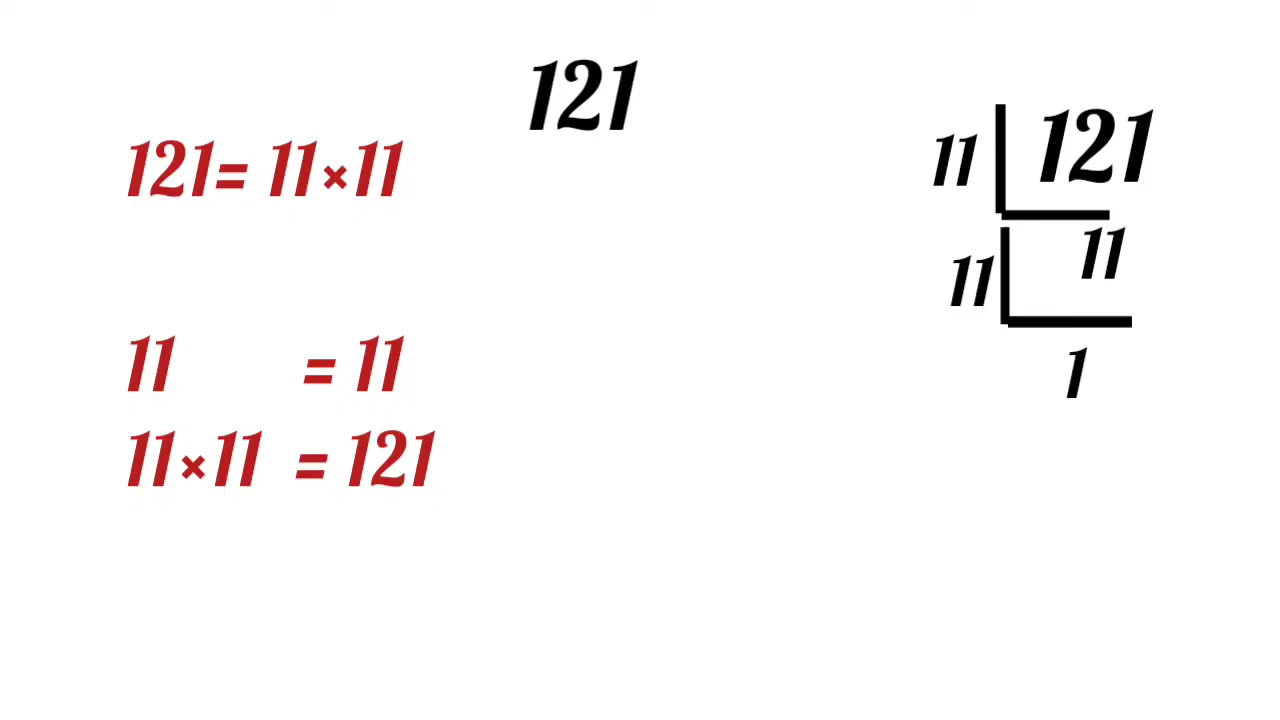 121
121= 11×11
11 = 11
11×11 = 121
11 121
11 11
1